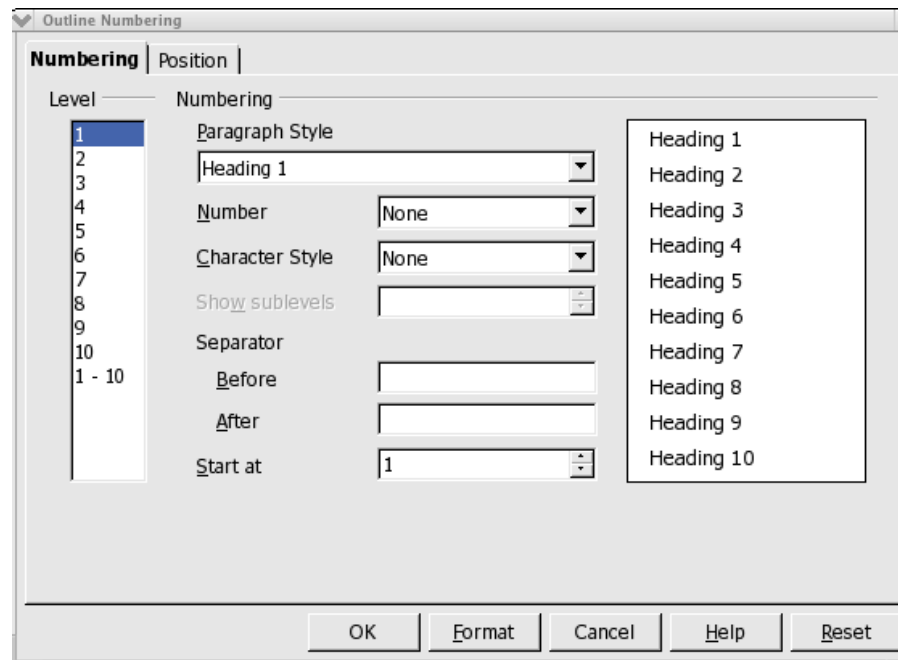 Outline Numbering
Numbering Position
Level
1
2
3
4
5
6
7
8
9
10
1 - 10
Numbering
Paragraph Style
Heading 1
Number None
Character Style None
Show sublevels
Separator
Before
After
Start at 1
Heading 1
Heading 2
Heading 3
Heading 4
Heading 5
Heading 6
Heading 7
Heading 8
Heading 9
Heading 10
OK Format Cancel Help Reset